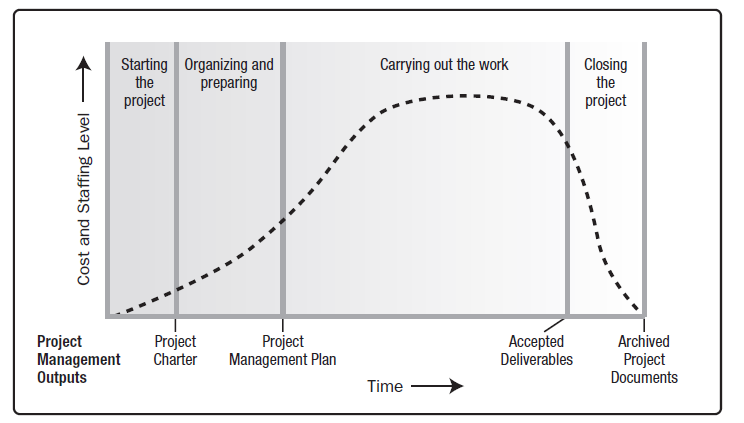 Starting
the
project
Organizing and
preparing
Carrying out the work
Closing
the
project
Cost and Staffing Level
Project
Management
Outputs
Project
Charter
Project
Management Plan
Accepted
Deliverables
Archived
Project
Documents
Time